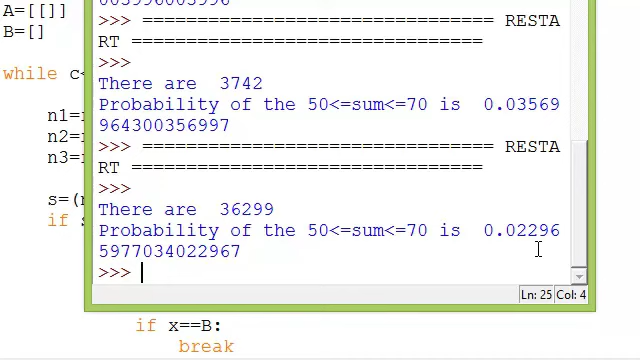 003996003996
A=[[]]
B=[]
>>> ================================ RESTA
RT ================================
>>>
while c<
There are  3742
Probability of the 50<=sum<=70 is  0.03569
964300356997
n1=
n2=
n3=
>>> ================================ RESTA
RT ================================
>>>
s=(
if s
There are  36299
Probability of the 50<=sum<=70 is  0.02296
5977034022967
>>>
Ln: 25 Col: 4
if x==B:
break